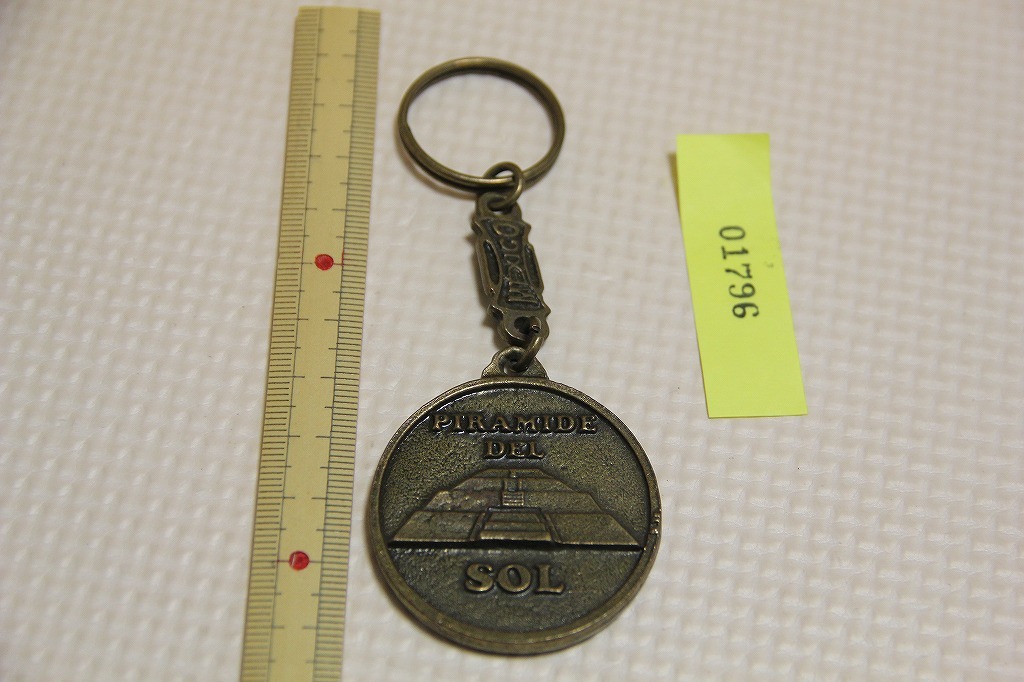 PIRAMIDE
DEL
SOL
01796